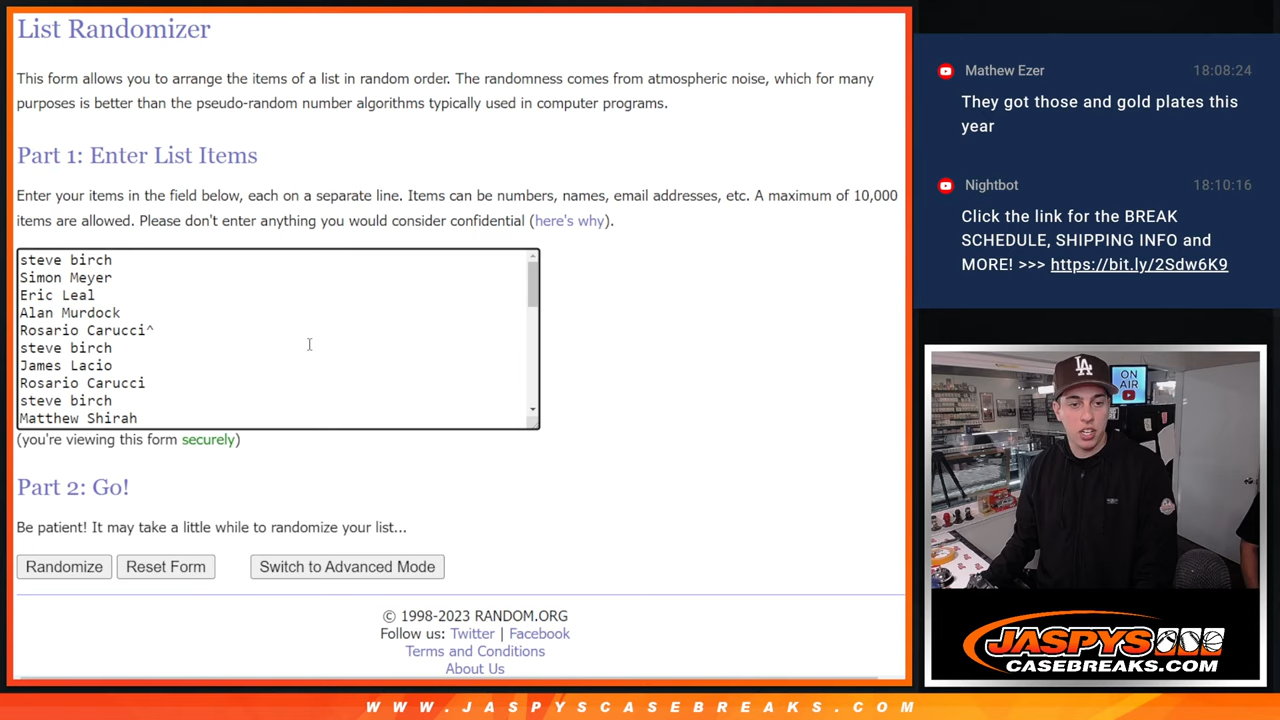 List Randomizer
This form allows you to arrange the items of a list in random order. The randomness comes from atmospheric noise, which for many
purposes is better than the pseudo-random number algorithms typically used in computer programs.
Part 1: Enter List Items
Enter your items in the field below, each on a separate line. Items can be numbers, names, email addresses, etc. A maximum of 10,000
items are allowed. Please don't enter anything you would consider confidential (here's why).
steve birch
Simon Meyer
Eric Leal
Alan Murdock
Rosario Carucci^
steve birch
James Lacio
Rosario Carucci
steve birch
Matthew Shirah
(you're viewing this form securely)
Part 2: Go!
Be patient! It may take a little while to randomize your list...
Randomize
Reset Form
Switch to Advanced Mode
© 1998-2023 RANDOM.ORG
Follow us: Twitter | Facebook
Terms and Conditions
About Us
Mathew Ezer 18:08:24
They got those and gold plates this
year
Nightbot 18:10:16
Click the link for the BREAK
SCHEDULE, SHIPPING INFO and
MORE! >>> https://bit.ly/2Sdw6K9
LA
ON
AIR
JASPYS
CASEBREAKS.COM
WWW.JASPYSCASEBREAKS.COM